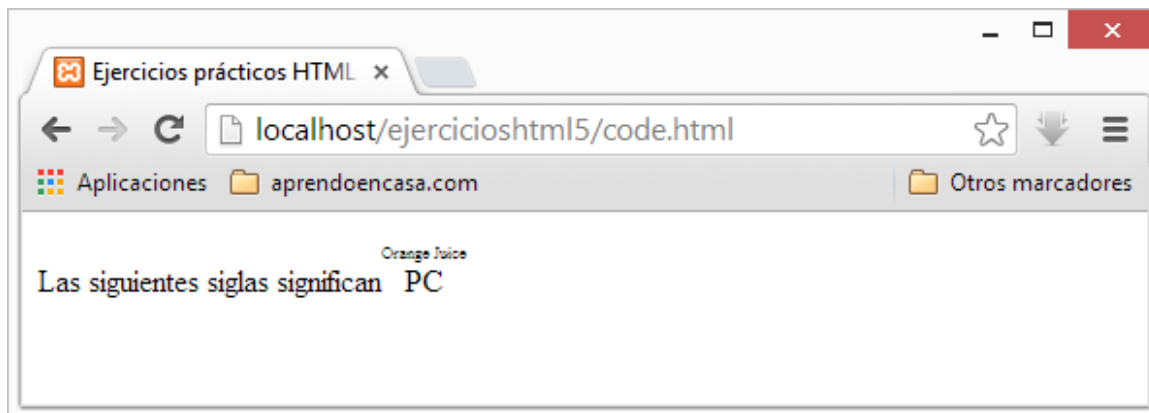 Ejercicios prácticos HTML
localhost/ejercicioshtml5/code.html
Aplicaciones aprendoencasa.com Otros marcadores
Orange Juice
Las siguientes siglas significan PC